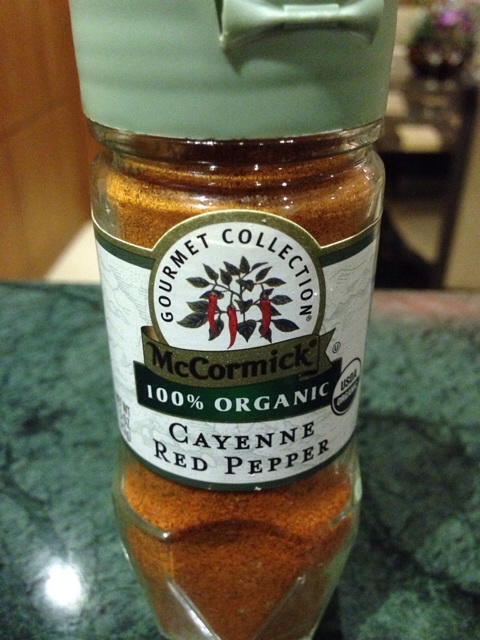 GOURMET COLLECTION®
McCormick®
100% ORGANIC
USDA
ORGANIC
CAYENNE
RED PEPPER